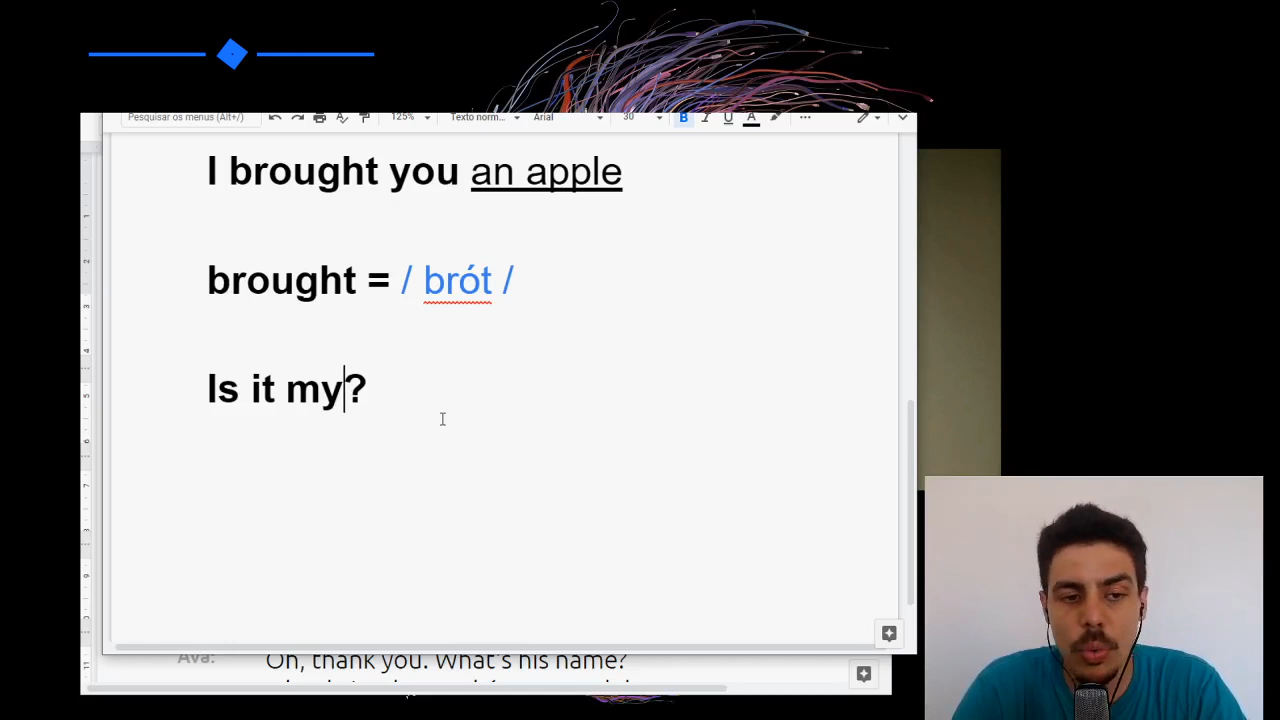 Pesquisar os menus (Alt+/)
125%
Texto norm...
Arial
30
B
I
U
A
I brought you an apple
brought = / brót /
Is it my?
Ava:
Oh, thank you. What's his name?